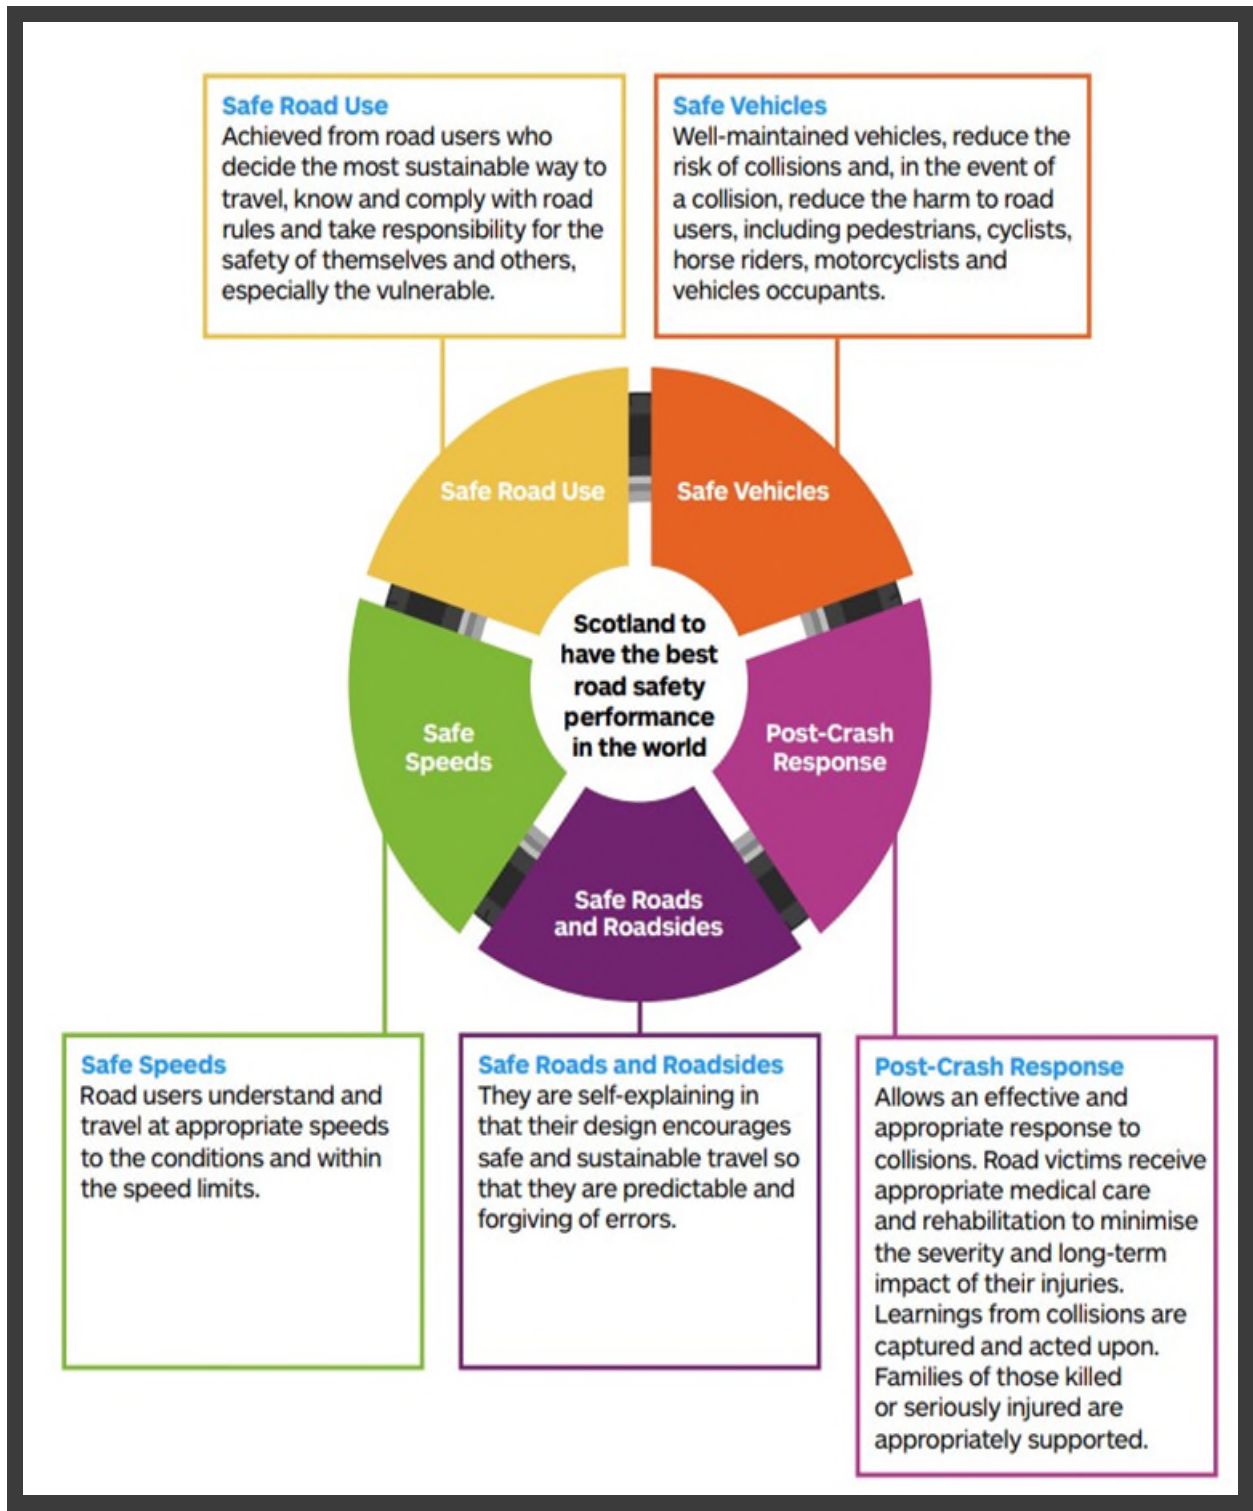 Safe Road Use
Achieved from road users who
decide the most sustainable way to
travel, know and comply with road
rules and take responsibility for the
safety of themselves and others,
especially the vulnerable.
Safe Vehicles
Well-maintained vehicles, reduce the
risk of collisions and, in the event of
a collision, reduce the harm to road
users, including pedestrians, cyclists,
horse riders, motorcyclists and
vehicles occupants.
Safe Road Use
Safe Vehicles
Scotland to
have the best
road safety
performance
in the world
Safe
Speeds
Post-Crash
Response
Safe Roads
and Roadsides
Safe Speeds
Road users understand and
travel at appropriate speeds
to the conditions and within
the speed limits.
Safe Roads and Roadsides
They are self-explaining in
that their design encourages
safe and sustainable travel so
that they are predictable and
forgiving of errors.
Post-Crash Response
Allows an effective and
appropriate response to
collisions. Road victims receive
appropriate medical care
and rehabilitation to minimise
the severity and long-term
impact of their injuries.
Learnings from collisions are
captured and acted upon.
Families of those killed
or seriously injured are
appropriately supported.